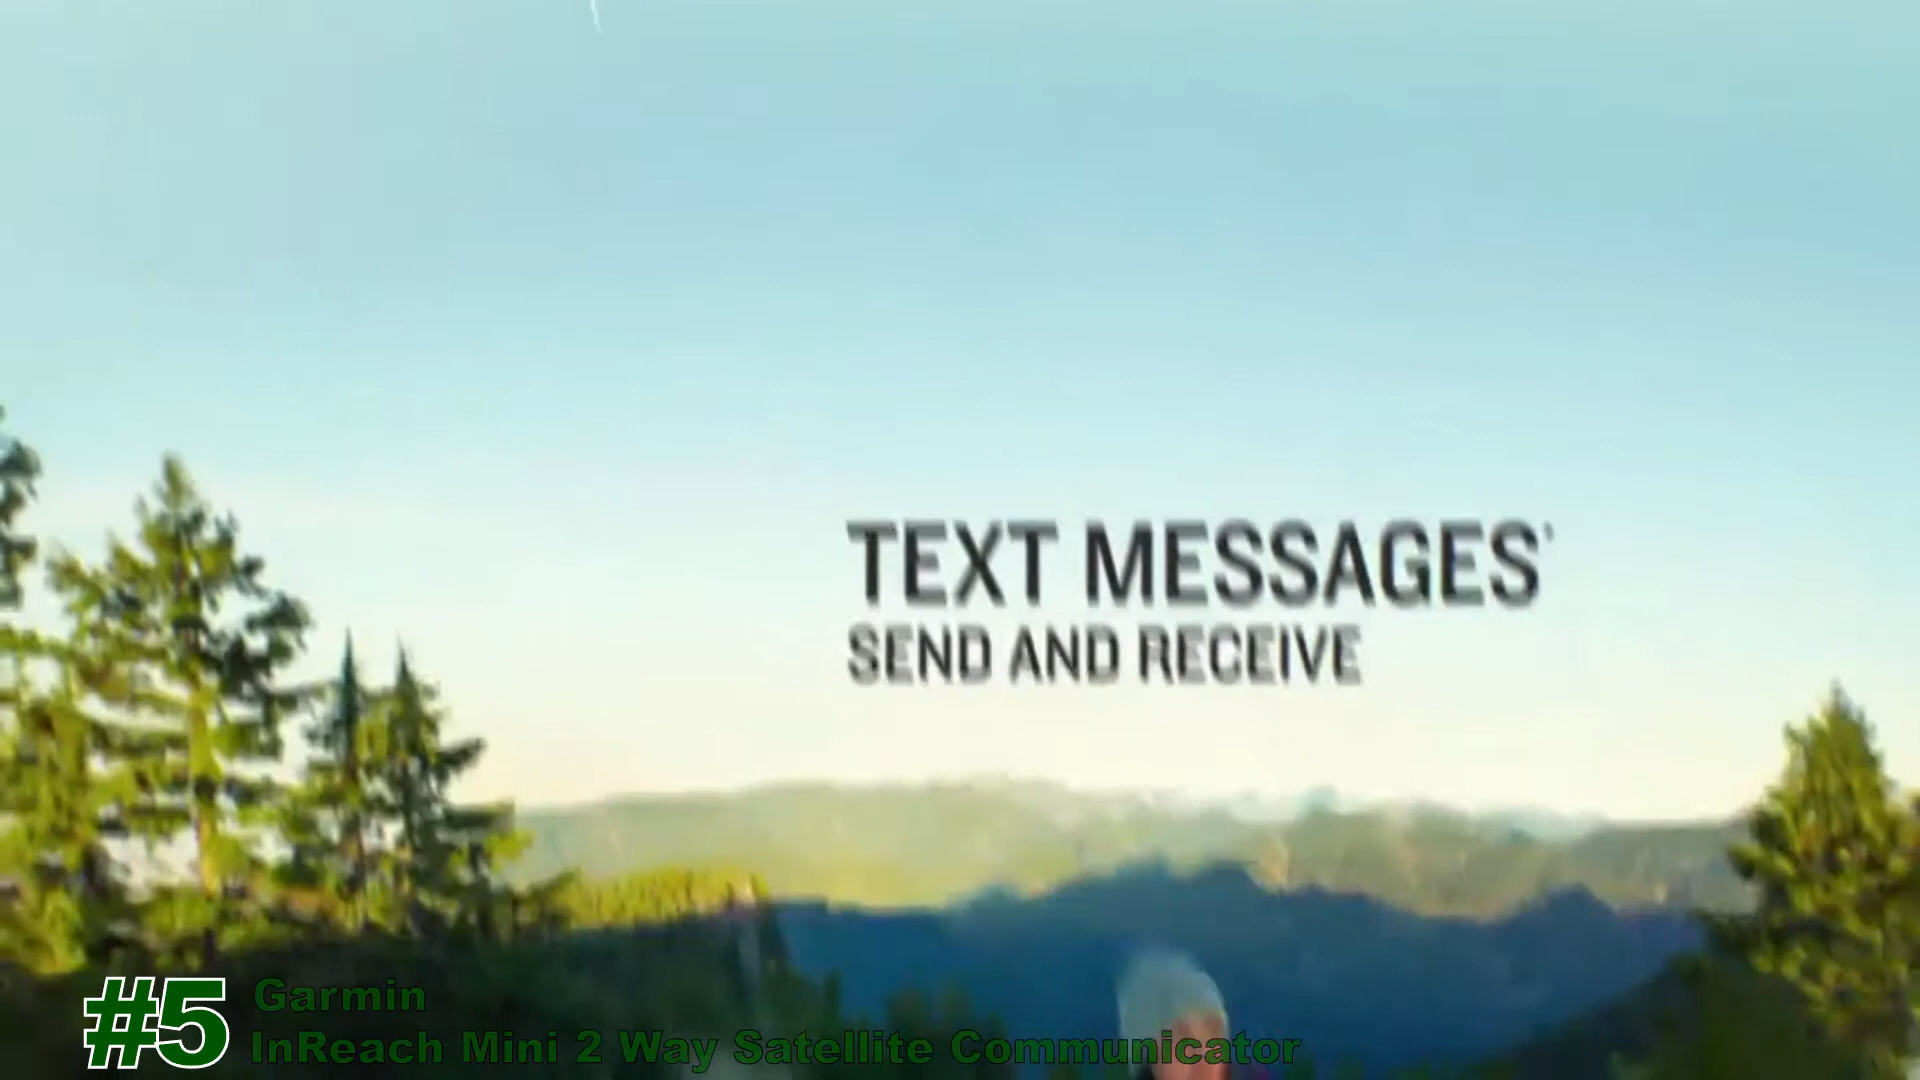 TEXT MESSAGES*
SEND AND RECEIVE
#5 Garmin
InReach Mini 2 Way Satellite Communicator